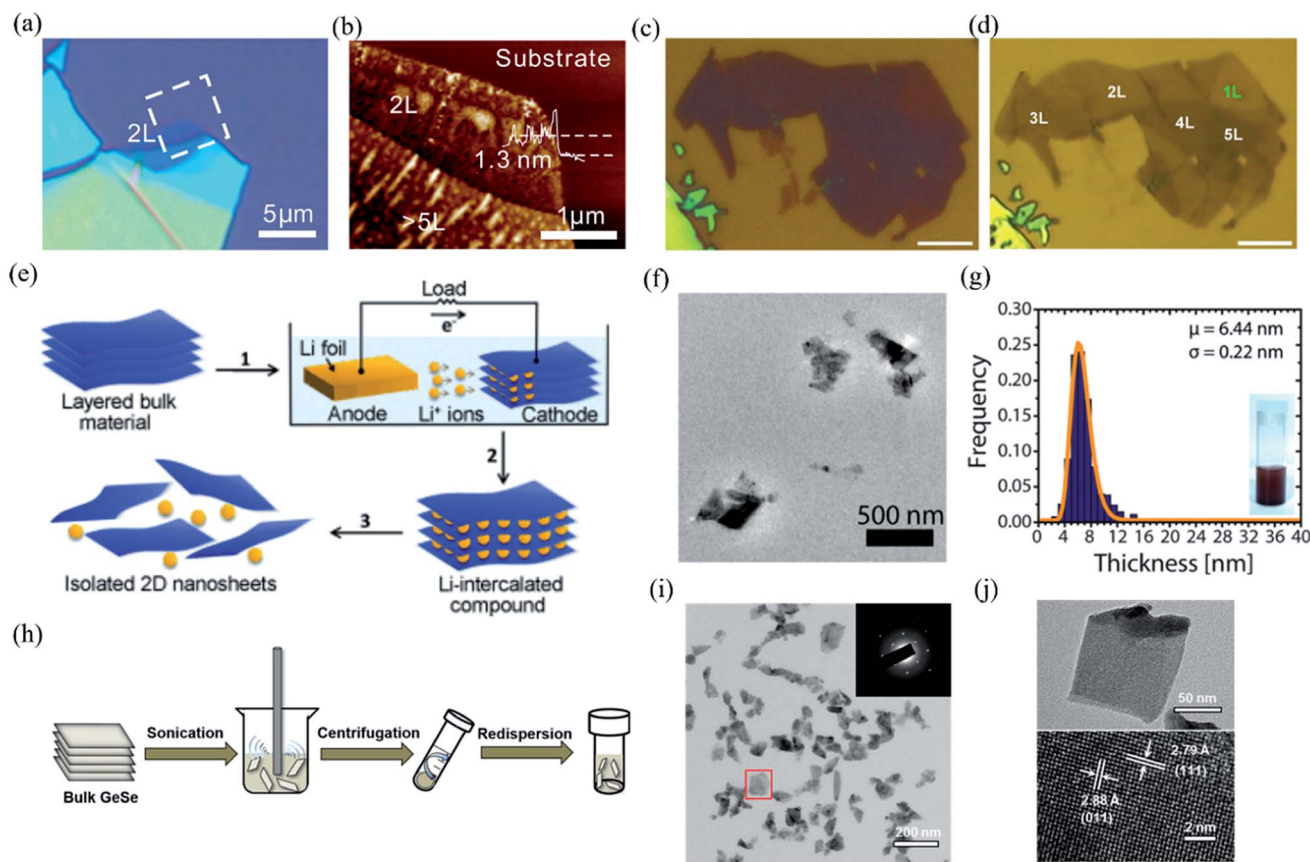 (a)
2L
5μm
(b)
Substrate
2L
1.3 nm
>5L
1μm
(c)
(d)
3L
2L
1L
4L
5L
(e)
Layered bulk
material
1
Load
e⁻
Li foil
Anode
Li⁺ ions
Cathode
2
Li-intercalated
compound
3
Isolated 2D nanosheets
(f)
500 nm
(g)
Frequency
0.30
0.25
0.20
0.15
0.10
0.05
0.00
μ = 6.44 nm
σ = 0.22 nm
0 4 8 12 16 20 24 28 32 36 40
Thickness [nm]
(h)
Bulk GeSe
Sonication
Centrifugation
Redispersion
(i)
200 nm
(j)
50 nm
2.79 Å
(111)
2.88 Å
(011)
2 nm